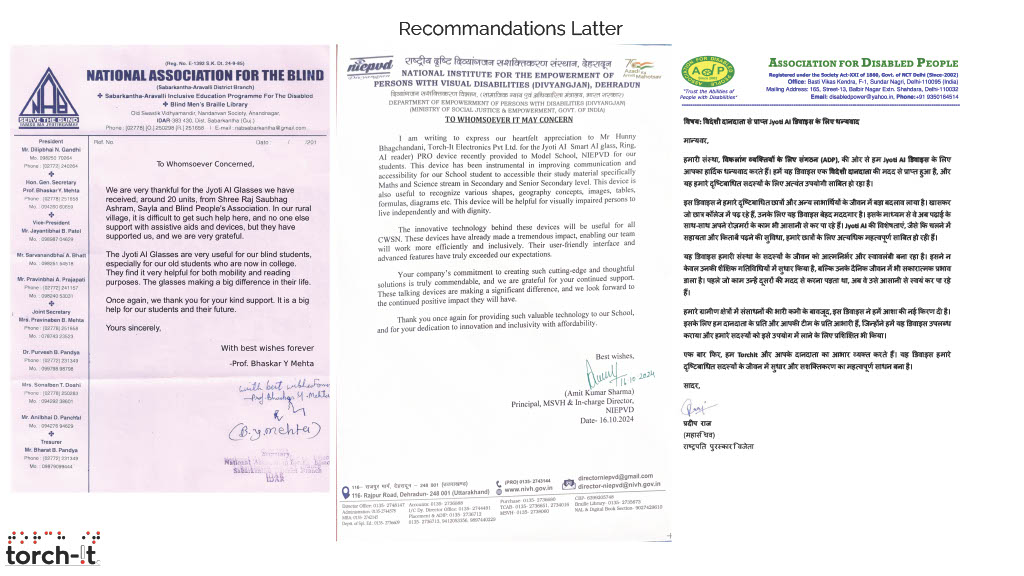 Recommandations Latter
(Reg. No. E-1392 S.K. Dt. 24-9-85)
NATIONAL ASSOCIATION FOR THE BLIND
(Sabarkantha-Aravalli District Branch)
❖ Sabarkantha-Aravalli Inclusive Education Programme For The Disabled
❖ Blind Men's Braille Library
Old Swastik Vidhyamandir, Nandanvan Society, Anandnagar,
IDAR 383 430. Dist. Sabarkantha (Guj.)
NAB
SERVE THE BLIND
President
Mr. Dilipbhai N. Gandhi
Hon. Gen. Secretary
Prof. Bhaskar Y. Mehta
Vice-President
Mr. Jayantibhai B. Patel
Mr. Sarvanandbhai A. Bhatt
Mr. Pravinbhai A. Prajapati
Joint Secretary
Mrs. Pravinaben B. Mehta
Dr. Purvesh B. Pandya
Mrs. Sonalben T. Doshi
Mr. Anilbhai D. Panchal
Tresurer
Mr. Bharat B. Pandya
Ref. No
Date : / /201
To Whomsoever Concerned,
We are very thankful for the Jyoti AI Glasses we have
received, around 20 units, from Shree Raj Saubhag
Ashram, Sayla and Blind People's Association. In our rural
village, it is difficult to get such help here, and no one else
with assistive aids and devices, but they have
supported us, and we are very grateful.
The Jyoti AI Glasses are very useful for our blind students,
especially for our old students who are now in college.
They find it very helpful for both mobility and reading
purposes. The glasses making a big difference in their life.
Once again, we thank you for your kind support. It is a big
help for our students and their future.
Yours sincerely,
With best wishes forever
-Prof. Bhaskar Y Mehta
with best wishes forever
-Prof Bhaskar Y. Mehta
(B.Y. Mehta)
Secretary,
niepvd
राष्ट्रीय दृष्टि दिव्यांगजन सशक्तिकरण संस्थान, देहरादून
NATIONAL INSTITUTE FOR THE EMPOWERMENT OF
PERSONS WITH VISUAL DISABILITIES (DIVYANGJAN), DEHRADUN
DEPARTMENT OF EMPOWERMENT OF PERSONS WITH DISABILITIES (DIVYANGJAN)
(MINISTRY OF SOCIAL JUSTICE & EMPOWERMENT, GOVT. OF INDIA)
TO WHOMSOEVER IT MAY CONCERN
I am writing to express our heartfelt appreciation to Mr Hunny
Bhagchandani, Torch-It Electronics Pvt Ltd. for the Jyoti AI Smart AI glass, Ring,
AI reader) PRO device recently provided to Model School, NIEPVD for our
students. This device has been instrumental in improving communication and
accessibility for our School student to accessible their study material specifically
Maths and Science stream in Secondary and Senior Secondary level. This device is
also useful to recognize various shapes, geography concepts, images, tables,
formulas, diagrams etc. This device will be helpful for visually impaired persons to
live independently and with dignity.
The innovative technology behind these devices will be useful for all
CWSN. These devices have already made a tremendous impact, enabling our team
will work more efficiently and inclusively. Their user-friendly interface and
advanced features have truly exceeded our expectations.
Your company's commitment to creating such cutting-edge and thoughtful
solutions is truly commendable, and we are grateful for your continued support.
These talking devices are making a significant difference, and we look forward to
the continued positive impact they will have.
Thank you once again for providing such valuable technology to our School,
and for your dedication to innovation and inclusivity with affordability.
Best wishes,
16.10.2024
(Amit Kumar Sharma)
Principal, MSVH & In-charge Director,
NIEPVD
Date- 16.10.2024
116- राजपुर मार्ग, देहरादून- 248 001 (उत्तराखण्ड)
116- Rajpur Road, Dehradun- 248 001 (Uttarakhand)
(PRO) 0135- 2743144
www.nivh.gov.in
directorniepvd@gmail.com
director-niepvd@nivh.gov.in
ADP
"Trust the Abilities of
People with Disabilities"
ASSOCIATION FOR DISABLED PEOPLE
Registered under the Society Act-XXI of 1860, Govt. of NCT Delhi (Since-2002)
Office: Basti Vikas Kendra, F-1, Sundar Nagri, Delhi-110095 (India)
Mailing Address: 165, Street-13, Balbir Nagar Extn. Shahdara, Delhi-110032
Email: disabledpower@yahoo.in, Phone:+91 9350164514
विषय: विदेशी दानदाता से प्राप्त Jyoti AI डिवाइस के लिए धन्यवाद
मान्यवर,
हमारी संस्था, विकलांग व्यक्तियों के लिए संगठन (ADP), की ओर से हम Jyoti AI डिवाइस के लिए
आपका हार्दिक धन्यवाद करते हैं। हमें यह डिवाइस एक विदेशी दानदाता की मदद से प्राप्त हुआ है, और
यह हमारे दृष्टिबाधित सदस्यों के लिए अत्यंत उपयोगी साबित हो रहा है।
इस डिवाइस ने हमारे दृष्टिबाधित छात्रों और अन्य लाभार्थियों के जीवन में बड़ा बदलाव लाया है। खासकर
जो छात्र कॉलेज में पढ़ रहे हैं, उनके लिए यह डिवाइस बेहद मददगार है। इसके माध्यम से वे अब पढ़ाई के
साथ-साथ अपने रोज़मर्रा के काम भी आसानी से कर पा रहे हैं। Jyoti AI की विशेषताएं, जैसे कि चलने में
सहायता और किताबें पढ़ने की सुविधा, हमारे छात्रों के लिए अत्यधिक महत्वपूर्ण साबित हो रही हैं।
यह डिवाइस हमारी संस्था के सदस्यों के जीवन को आत्मनिर्भर और स्वावलंबी बना रहा है। इसने न
केवल उनकी शैक्षिक गतिविधियों में सुधार किया है, बल्कि उनके दैनिक जीवन में भी सकारात्मक प्रभाव
डाला है। पहले जो काम उन्हें दूसरों की मदद से करना पड़ता था, अब वे उसे आसानी से स्वयं कर पा रहे
हैं।
हमारे ग्रामीण क्षेत्रों में संसाधनों की भारी कमी के बावजूद, इस डिवाइस ने हमें आशा की नई किरण दी है।
इसके लिए हम दानदाता के प्रति और आपकी टीम के प्रति आभारी हैं, जिन्होंने हमें यह डिवाइस उपलब्ध
कराया और हमारे छात्रों को इसे उपयोग में लाने के लिए प्रशिक्षित भी किया।
एक बार फिर, हम TorchIt और आपके दानदाता का आभार व्यक्त करते हैं। यह डिवाइस हमारे
दृष्टिबाधित सदस्यों के जीवन में सुधार और सशक्तिकरण का महत्वपूर्ण साधन बना है।
सादर,
प्रदीप राज
(महासचिव)
राष्ट्रपति पुरस्कार विजेता
torch-it